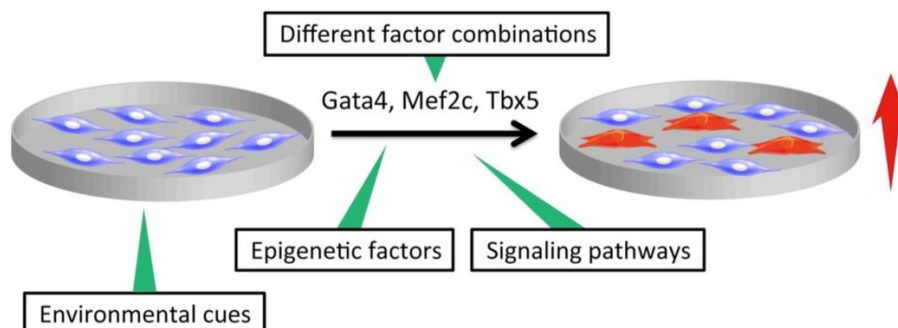 Different factor combinations
Gata4, Mef2c, Tbx5
Epigenetic factors
Signaling pathways
Environmental cues